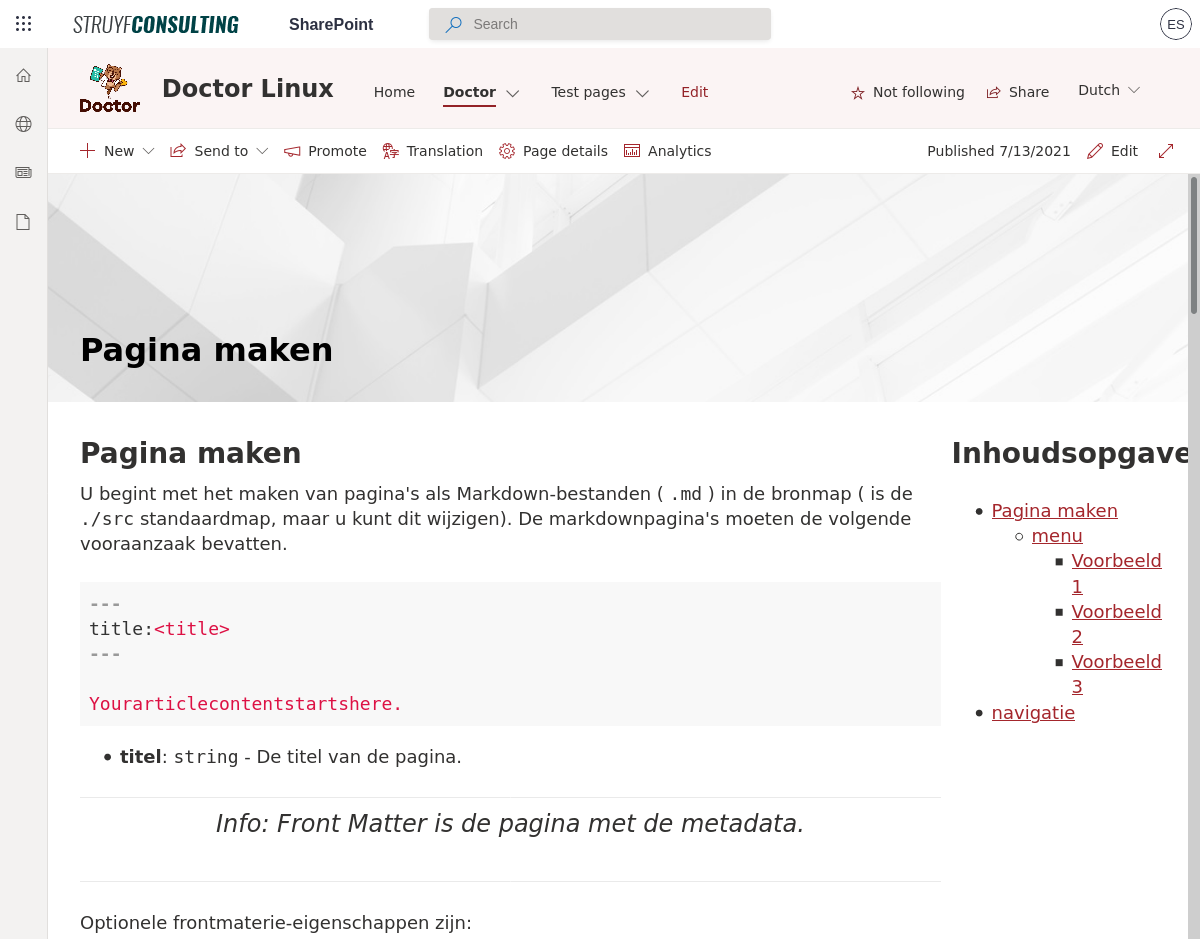 STRUYFCONSULTING SharePoint Search ES
Doctor
Doctor Linux Home Doctor Test pages Edit Not following Share Dutch
New Send to Promote Translation Page details Analytics Published 7/13/2021 Edit
Pagina maken
Pagina maken
U begint met het maken van pagina's als Markdown-bestanden ( .md ) in de bronmap ( is de
./src standaardmap, maar u kunt dit wijzigen). De markdownpagina's moeten de volgende
vooraanzaak bevatten.
---
title:<title>
---
Yourarticlecontentstartshere.
• titel: string - De titel van de pagina.
Info: Front Matter is de pagina met de metadata.
Optionele frontmaterie-eigenschappen zijn:
Inhoudsopgave
Pagina maken
menu
Voorbeeld
1
Voorbeeld
2
Voorbeeld
3
navigatie